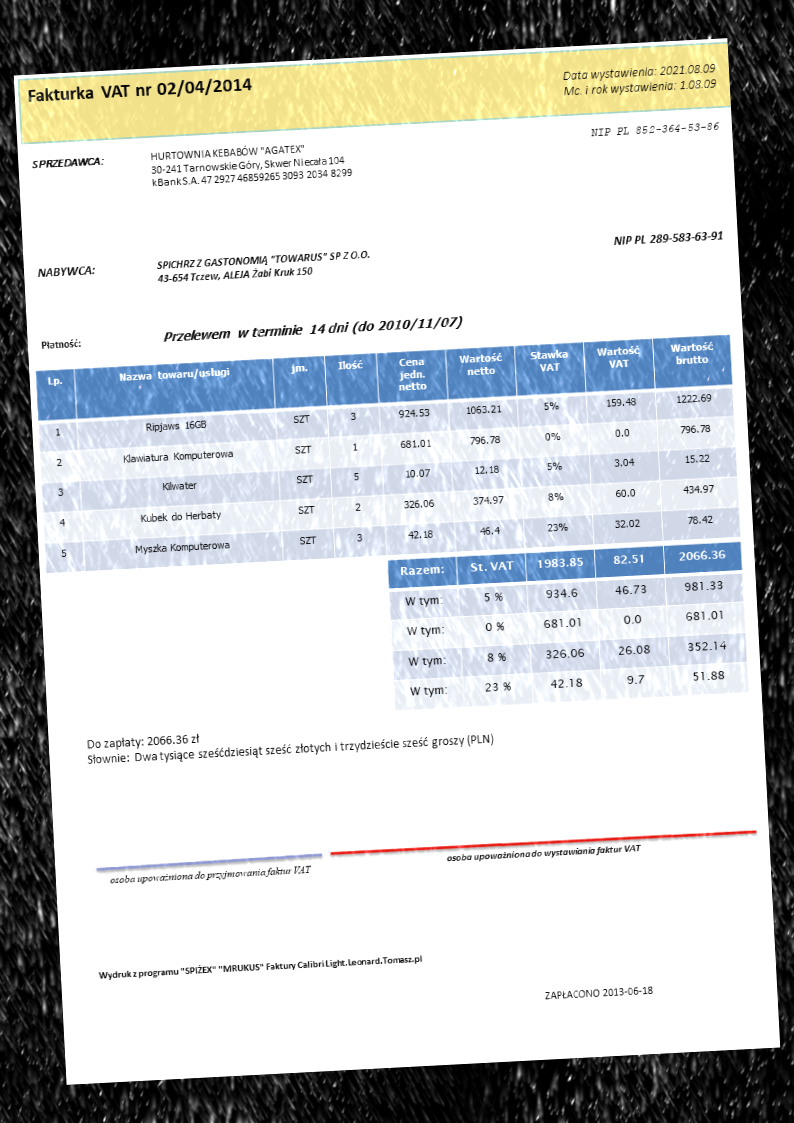 Fakturka VAT nr 02/04/2014
Data wystawienia: 2021.08.09
Mc. i rok wystawienia: 1.08.09
NIP PL 852-364-53-86
SPRZEDAWCA:
HURTOWNIA KEBABÓW "AGATEX"
30-241 Tarnowskie Góry, Skwer Niecała 104
kBank S.A. 47 2927 46859265 3093 2034 8299
NIP PL 289-583-63-91
NABYWCA:
SPICHRZ Z GASTONOMIĄ "TOWARUS" SP Z O.O.
43-654 Tczew, ALEJA Żabi Kruk 150
Płatność: Przelewem w terminie 14 dni (do 2010/11/07)
Lp. Nazwa towaru/usługi jm. Ilość Cena jedn. netto Wartość netto Stawka VAT Wartość VAT Wartość brutto
1 Ripjaws 16GB SZT 3 924.53 1063.21 5% 159.48 1222.69
2 Klawiatura Komputerowa SZT 1 681.01 796.78 0% 0.0 796.78
3 Kilwater SZT 5 10.07 12.18 5% 3.04 15.22
4 Kubek do Herbaty SZT 2 326.06 374.97 8% 60.0 434.97
5 Myszka Komputerowa SZT 3 42.18 46.4 23% 32.02 78.42
Razem: St. VAT 1983.85 82.51 2066.36
W tym: 5 % 934.6 46.73 981.33
W tym: 0 % 681.01 0.0 681.01
W tym: 8 % 326.06 26.08 352.14
W tym: 23 % 42.18 9.7 51.88
Do zapłaty: 2066.36 zł
Słownie: Dwa tysiące sześćdziesiąt sześć złotych i trzydzieście sześć groszy (PLN)
osoba upoważniona do przyjmowania faktur VAT
osoba upoważniona do wystawiania faktur VAT
Wydruk z programu "SPIŻEX" "MRUKUS" Faktury Calibri Light.Leonard.Tomasz.pl
ZAPŁACONO 2013-06-18